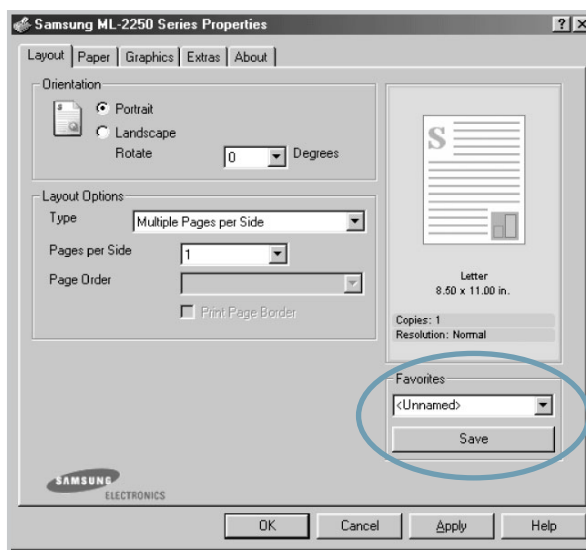 Samsung ML-2250 Series Properties
Layout Paper Graphics Extras About
Orientation
Portrait
Landscape
Rotate 0 Degrees
Layout Options
Type Multiple Pages per Side
Pages per Side 1
Page Order
Print Page Border
S
Letter
8.50 x 11.00 in.
Copies: 1
Resolution: Normal
Favorites
<Unnamed>
Save
SAMSUNG
ELECTRONICS
OK Cancel Apply Help